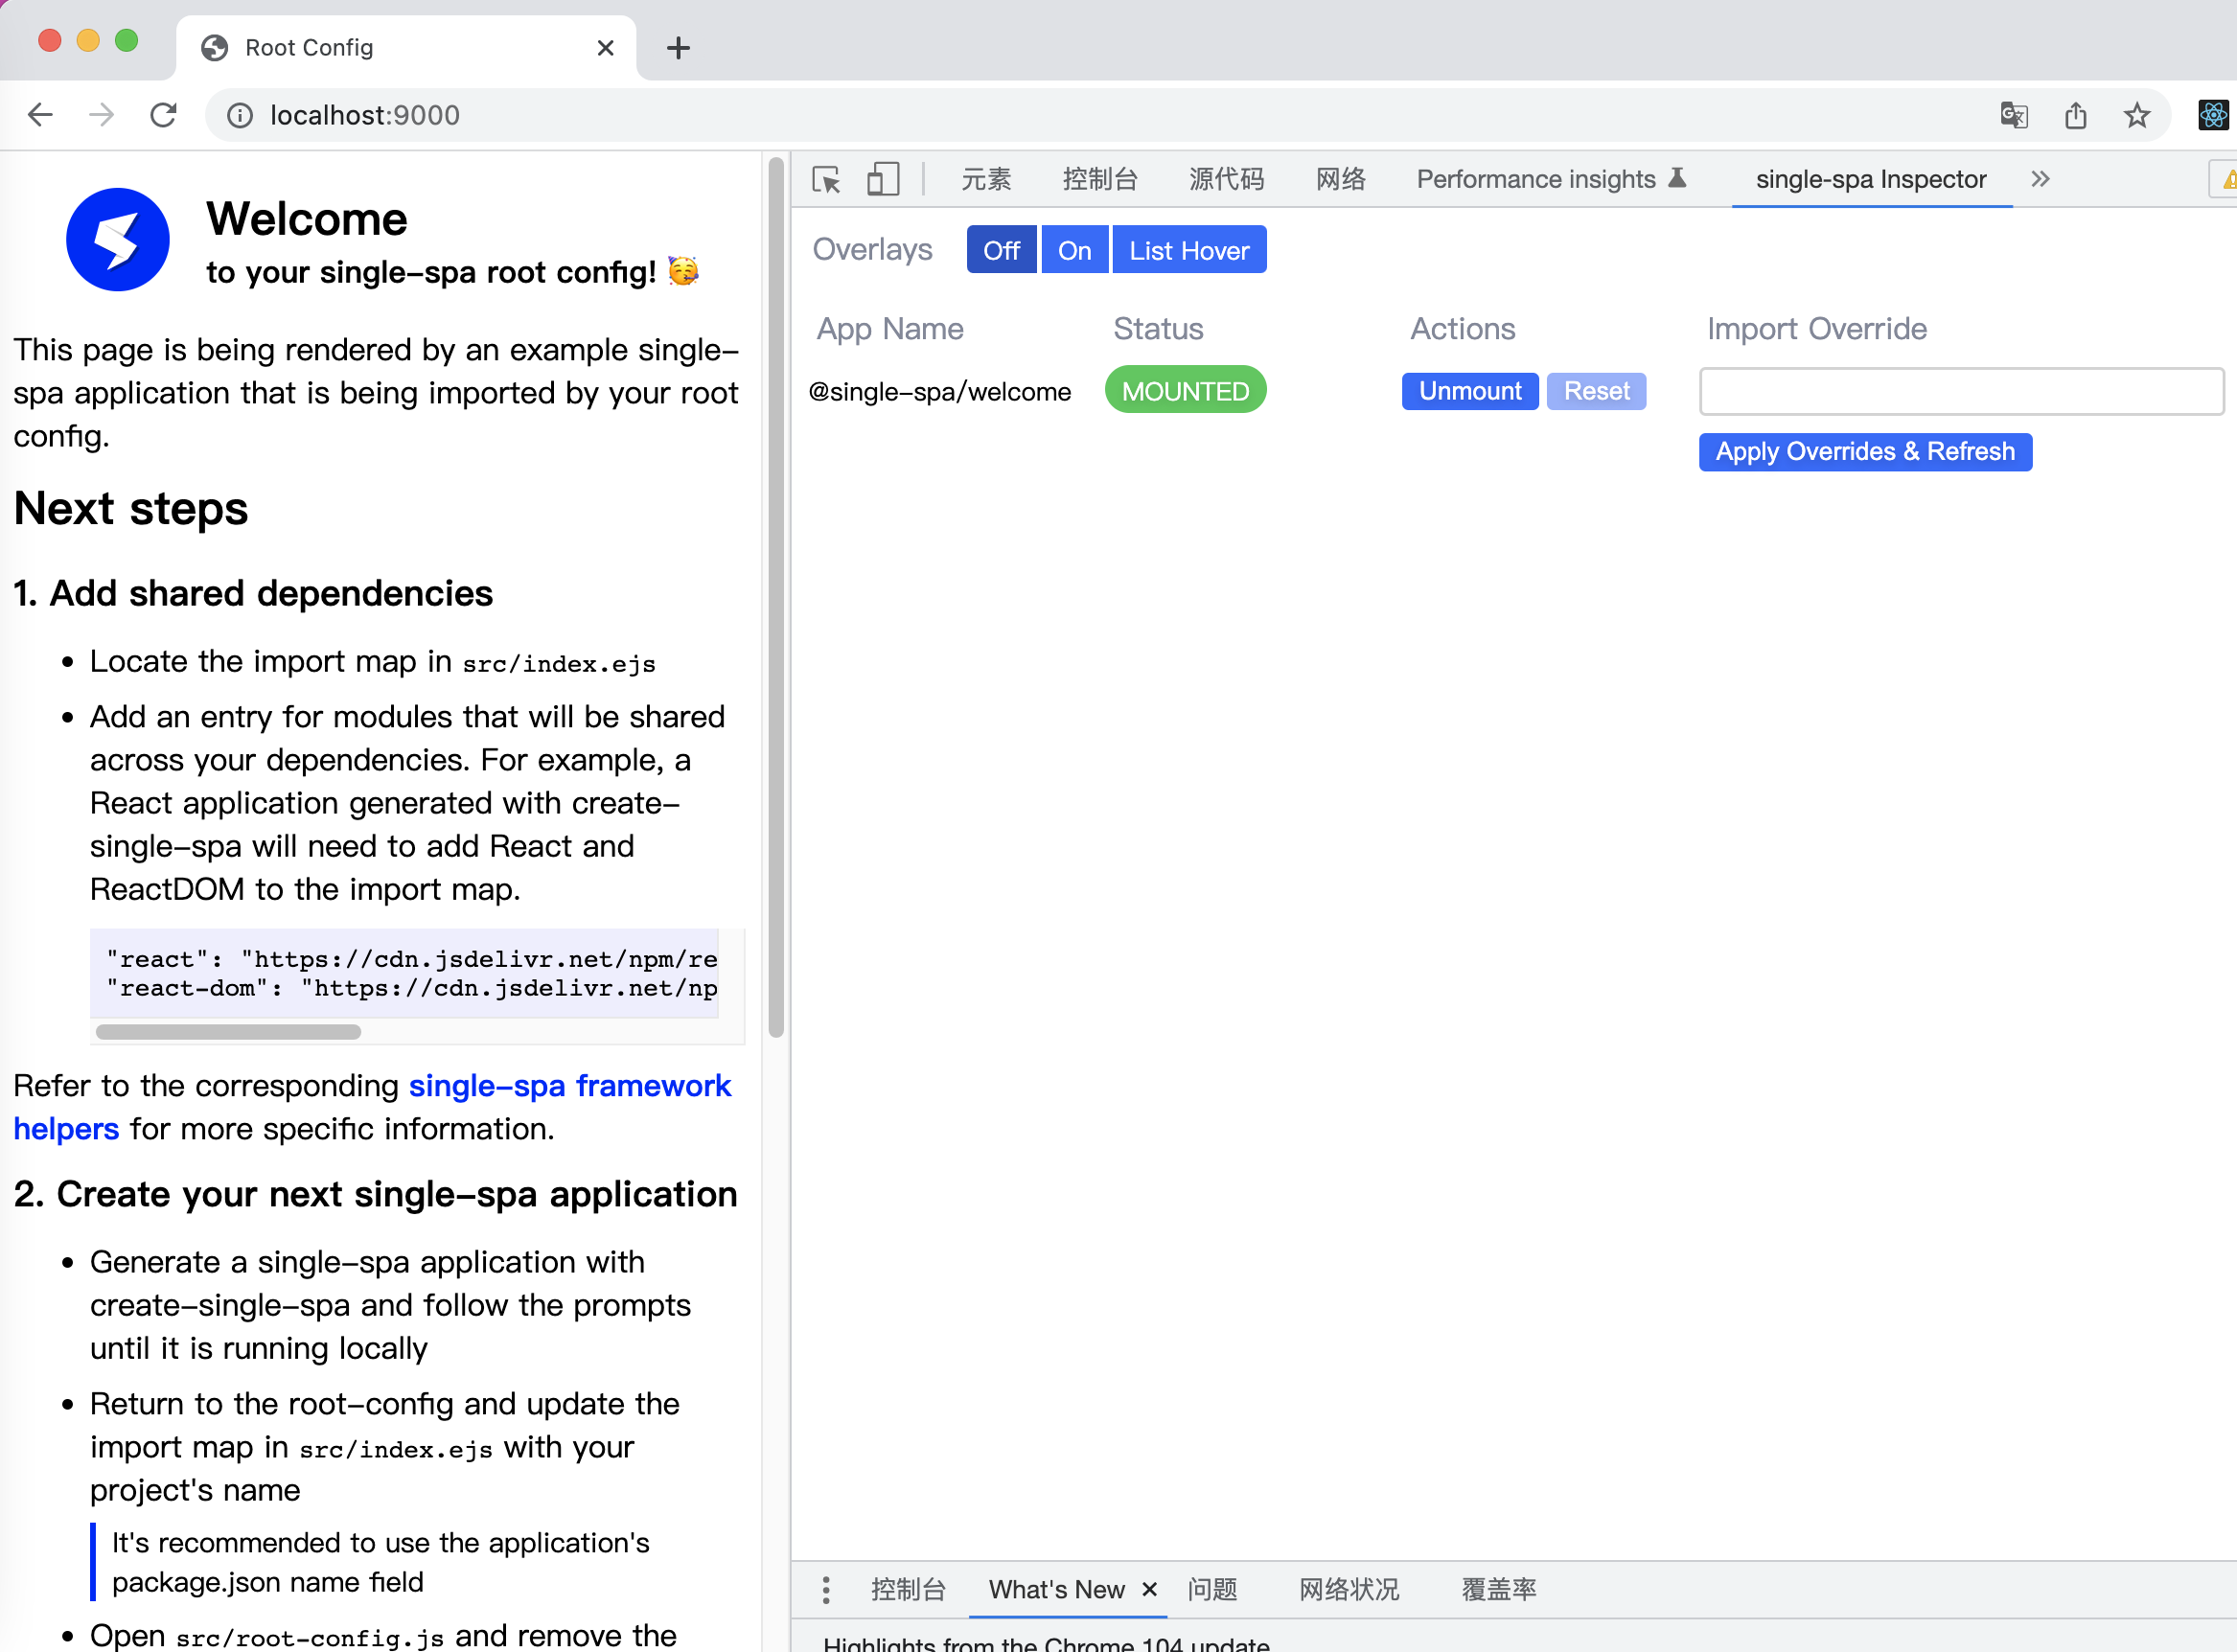 Root Config
localhost:9000
Welcome
to your single-spa root config! 🥳
This page is being rendered by an example single-
spa application that is being imported by your root
config.
Next steps
1. Add shared dependencies
• Locate the import map in src/index.ejs
• Add an entry for modules that will be shared
across your dependencies. For example, a
React application generated with create-
single-spa will need to add React and
ReactDOM to the import map.
"react": "https://cdn.jsdelivr.net/npm/re
"react-dom": "https://cdn.jsdelivr.net/np
Refer to the corresponding single-spa framework
helpers for more specific information.
2. Create your next single-spa application
• Generate a single-spa application with
create-single-spa and follow the prompts
until it is running locally
• Return to the root-config and update the
import map in src/index.ejs with your
project's name
It's recommended to use the application's
package.json name field
• Open src/root-config.js and remove the
元素 控制台 源代码 网络 Performance insights single-spa Inspector
Overlays Off On List Hover
App Name Status Actions Import Override
@single-spa/welcome MOUNTED Unmount Reset
Apply Overrides & Refresh
控制台 What's New 问题 网络状况 覆盖率
Highlights from the Chrome 104 update